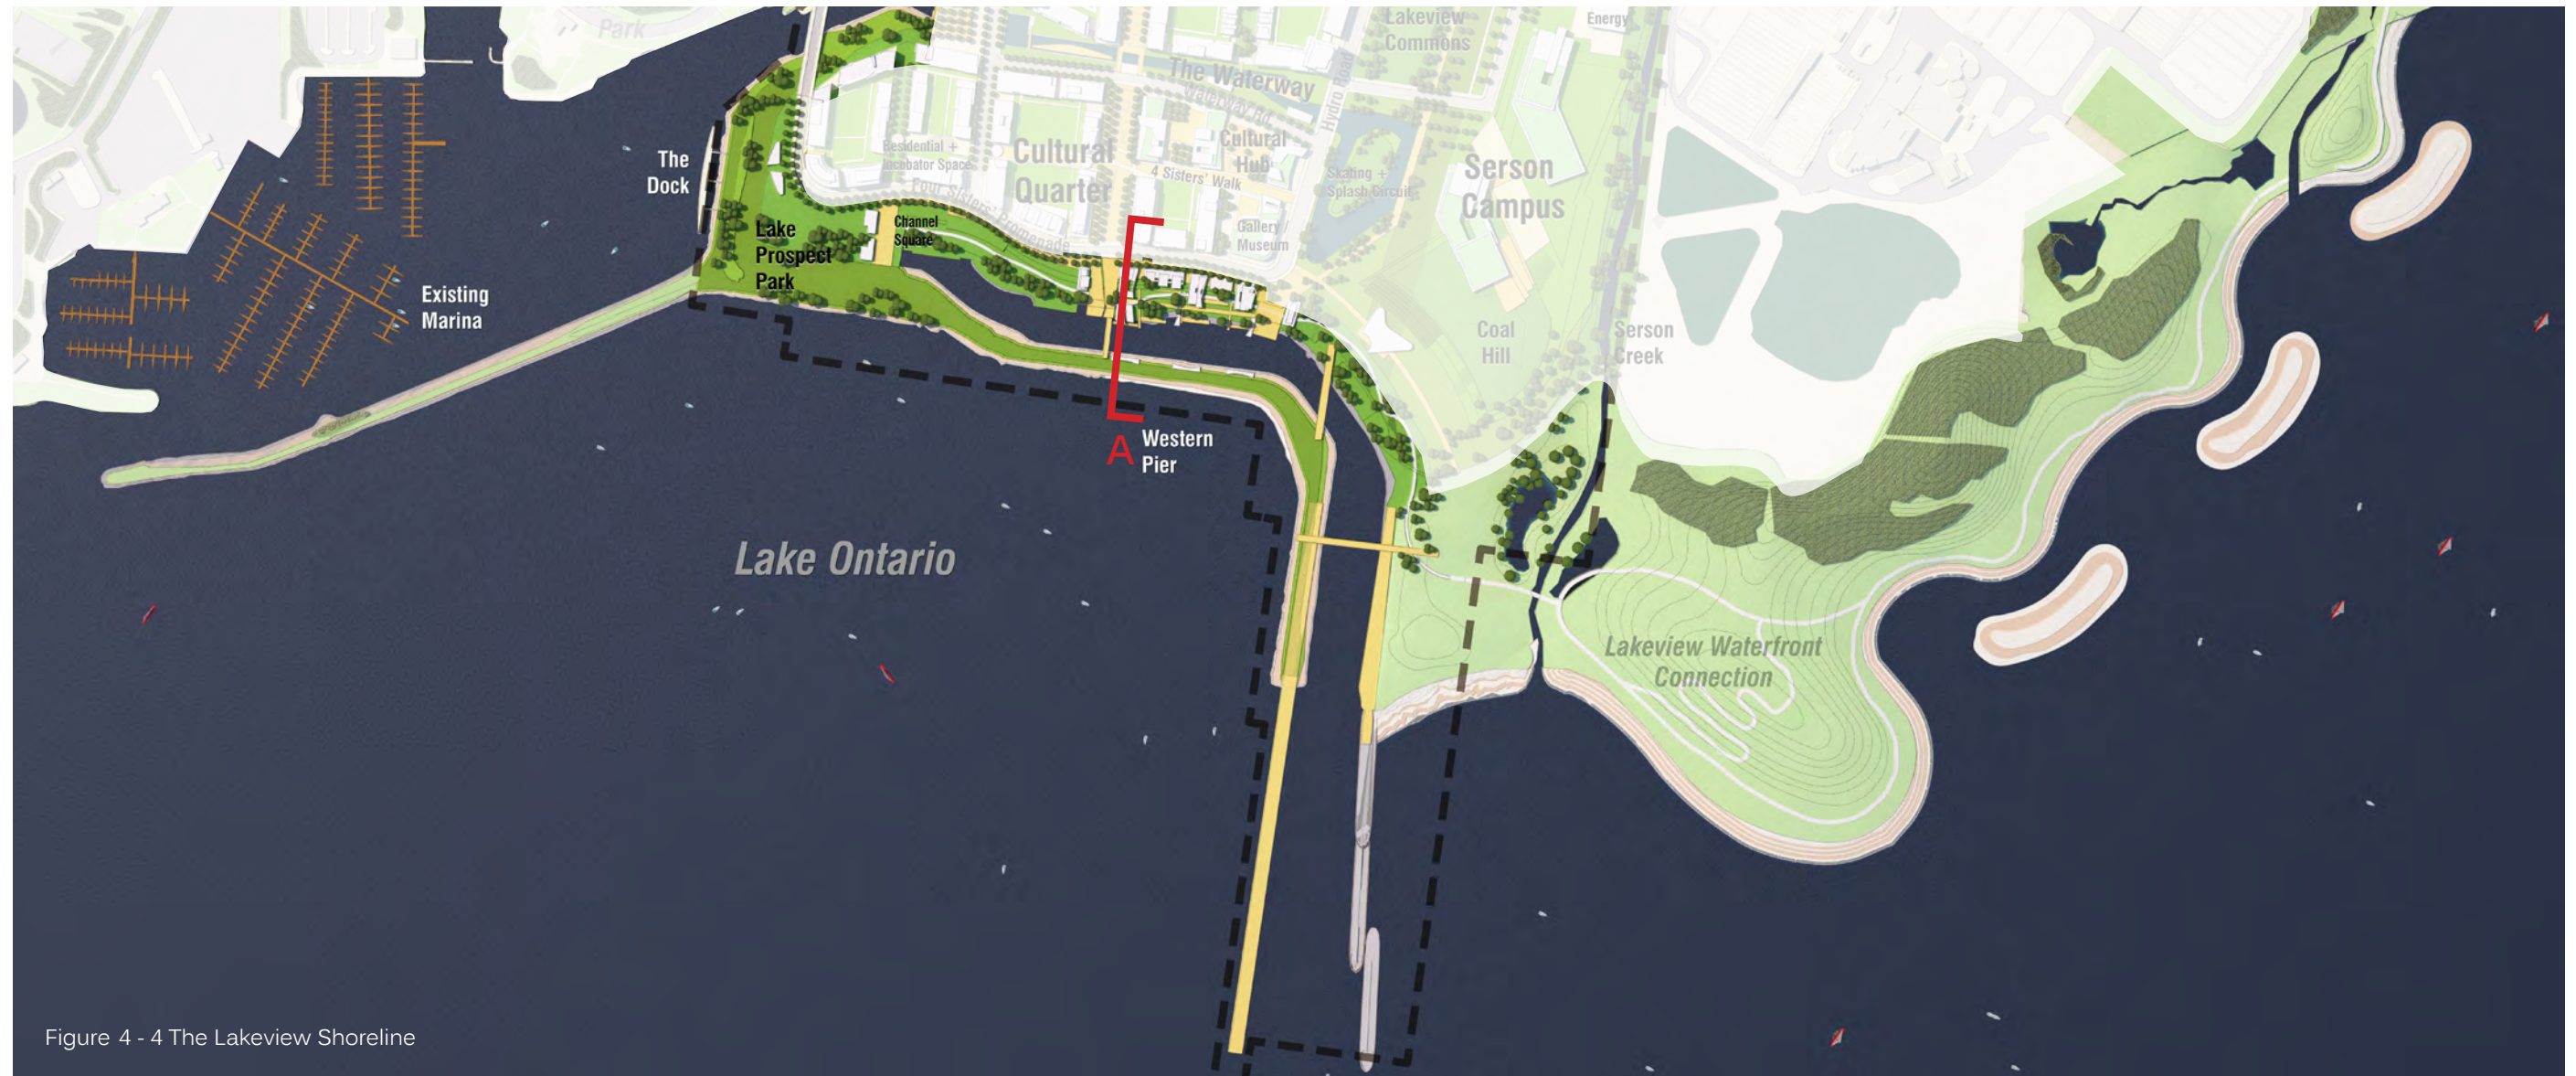 Park
Lakeview
Commons
Energy
The Waterway
Waterway Rd.
Hydro Road
The
Dock
Residential +
Incubator Space
Cultural
Quarter
Cultural
Hub
4 Sisters' Walk
Skating +
Splash Circuit
Serson
Campus
Four Sisters' Promenade
Lake
Prospect
Park
Channel
Square
Gallery /
Museum
Existing
Marina
Coal
Hill
Serson
Creek
A
Western
Pier
Lake Ontario
Lakeview Waterfront
Connection
Figure 4 - 4 The Lakeview Shoreline